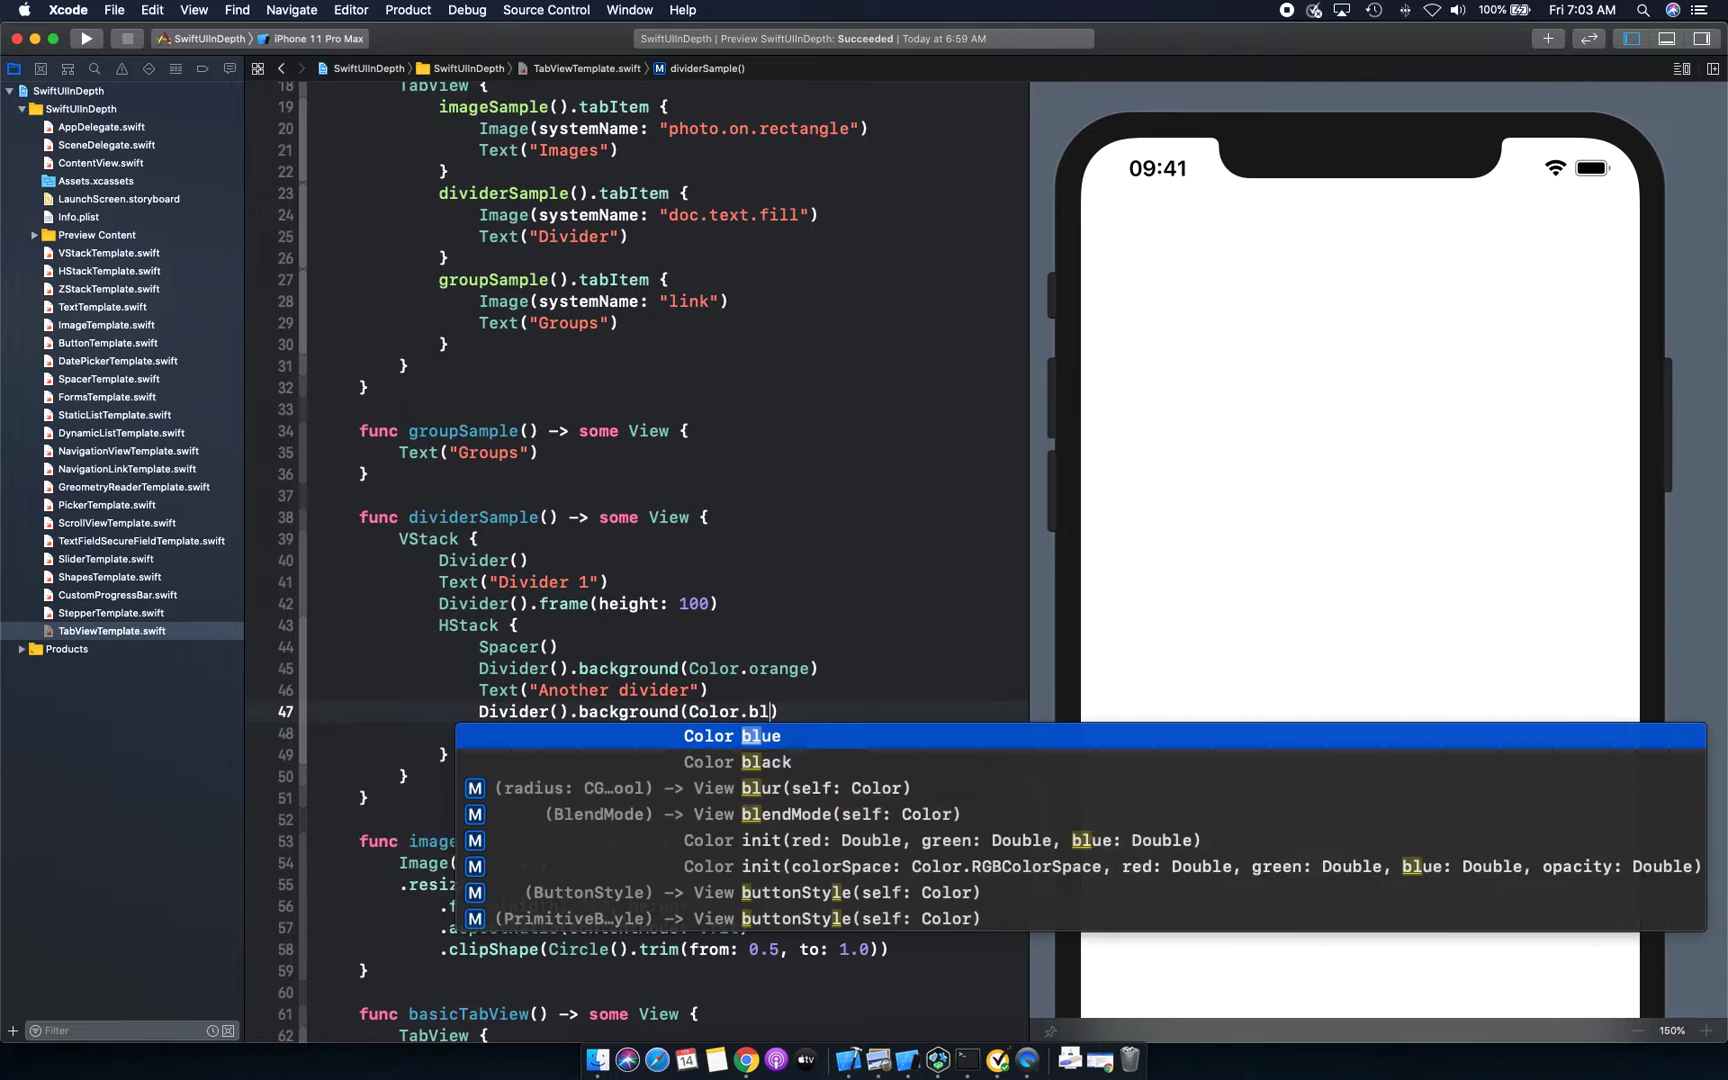 Xcode File Edit View Find Navigate Editor Product Debug Source Control Window Help 100% Fri 7:03 AM
SwiftUIInDepth iPhone 11 Pro Max SwiftUIInDepth | Preview SwiftUIInDepth: Succeeded | Today at 6:59 AM
SwiftUIInDepth SwiftUIInDepth TabViewTemplate.swift M dividerSample()
SwiftUIInDepth
SwiftUIInDepth
AppDelegate.swift
SceneDelegate.swift
ContentView.swift
Assets.xcassets
LaunchScreen.storyboard
Info.plist
Preview Content
VStackTemplate.swift
HStackTemplate.swift
ZStackTemplate.swift
TextTemplate.swift
ImageTemplate.swift
ButtonTemplate.swift
DatePickerTemplate.swift
SpacerTemplate.swift
FormsTemplate.swift
StaticListTemplate.swift
DynamicListTemplate.swift
NavigationViewTemplate.swift
NavigationLinkTemplate.swift
GreometryReaderTemplate.swift
PickerTemplate.swift
ScrollViewTemplate.swift
TextFieldSecureFieldTemplate.swift
SliderTemplate.swift
ShapesTemplate.swift
CustomProgressBar.swift
StepperTemplate.swift
TabViewTemplate.swift
Products
Filter
18 TabView {
19 imageSample().tabItem {
20 Image(systemName: "photo.on.rectangle")
21 Text("Images")
22 }
23 dividerSample().tabItem {
24 Image(systemName: "doc.text.fill")
25 Text("Divider")
26 }
27 groupSample().tabItem {
28 Image(systemName: "link")
29 Text("Groups")
30 }
31 }
32 }
33
34 func groupSample() -> some View {
35 Text("Groups")
36 }
37
38 func dividerSample() -> some View {
39 VStack {
40 Divider()
41 Text("Divider 1")
42 Divider().frame(height: 100)
43 HStack {
44 Spacer()
45 Divider().background(Color.orange)
46 Text("Another divider")
47 Divider().background(Color.bl)
48
49 }
50 }
51 }
52
53 func image
54 Image(
55 .resiz
56
57
58 .clipShape(Circle().trim(from: 0.5, to: 1.0))
59 }
60
61 func basicTabView() -> some View {
62 TabView {
Color blue
Color black
M (radius: CG…ool) -> View blur(self: Color)
M (BlendMode) -> View blendMode(self: Color)
M Color init(red: Double, green: Double, blue: Double)
M Color init(colorSpace: Color.RGBColorSpace, red: Double, green: Double, blue: Double, opacity: Double)
M (ButtonStyle) -> View buttonStyle(self: Color)
M (PrimitiveB…yle) -> View buttonStyle(self: Color)
09:41
150%
FEB
14
tv